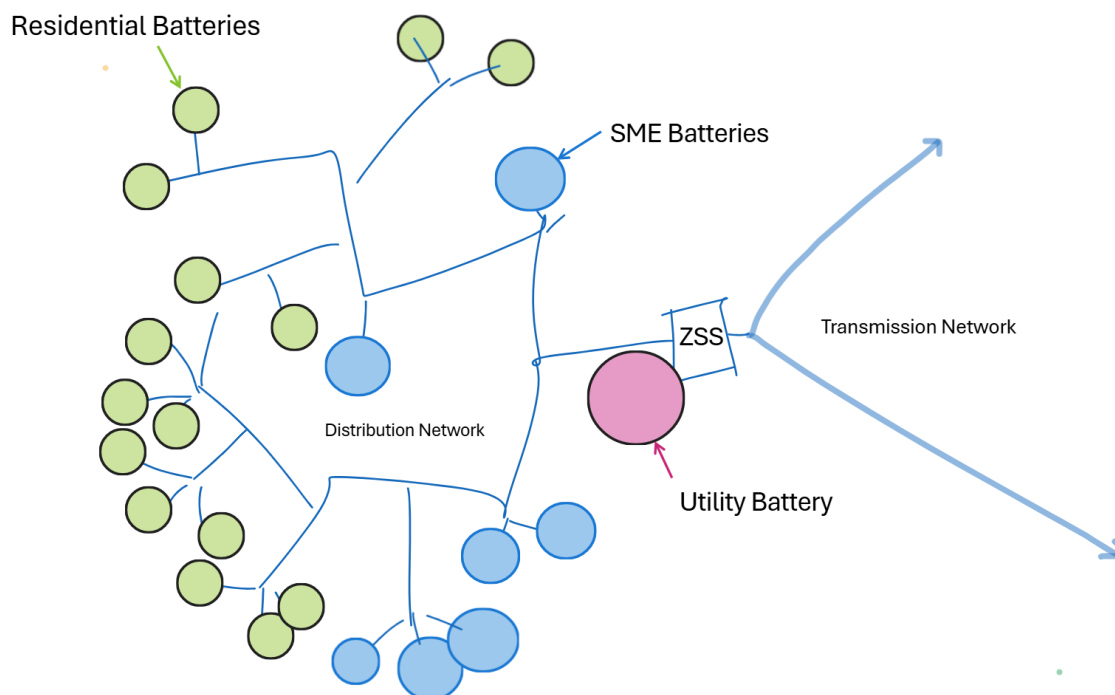 Residential Batteries
SME Batteries
ZSS
Transmission Network
Distribution Network
Utility Battery